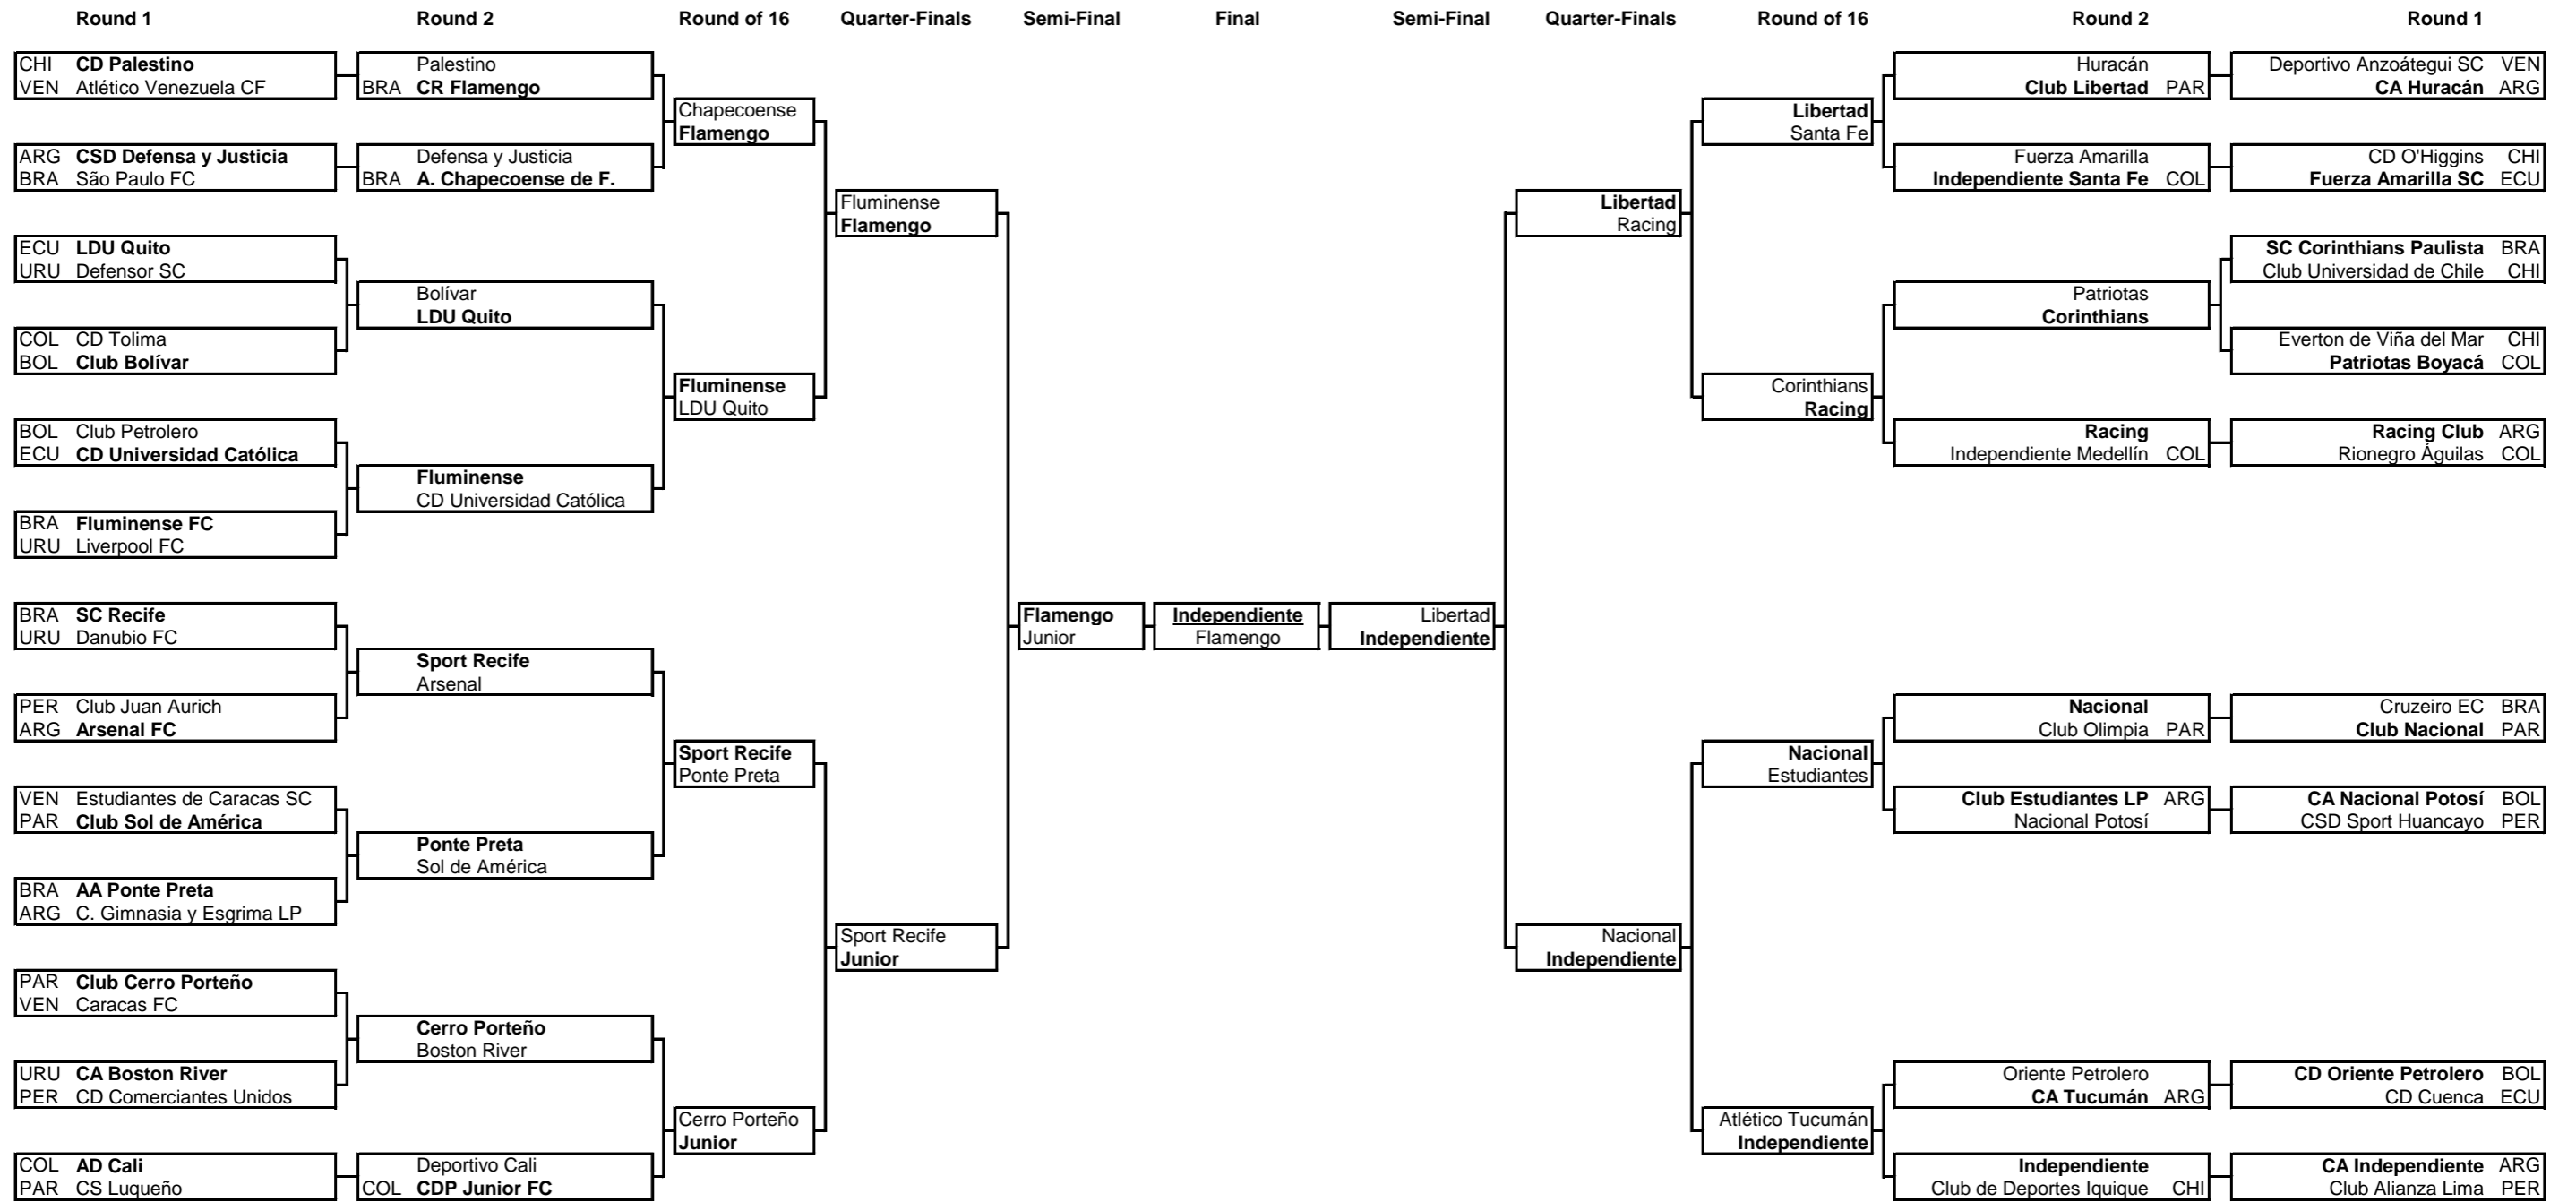 Round 1 Round 2 Round of 16 Quarter-Finals Semi-Final Final Semi-Final Quarter-Finals Round of 16 Round 2 Round 1
CHI CD Palestino
VEN Atlético Venezuela CF
ARG CSD Defensa y Justicia
BRA São Paulo FC
ECU LDU Quito
URU Defensor SC
COL CD Tolima
BOL Club Bolívar
BOL Club Petrolero
ECU CD Universidad Católica
BRA Fluminense FC
URU Liverpool FC
BRA SC Recife
URU Danubio FC
PER Club Juan Aurich
ARG Arsenal FC
VEN Estudiantes de Caracas SC
PAR Club Sol de América
BRA AA Ponte Preta
ARG C. Gimnasia y Esgrima LP
PAR Club Cerro Porteño
VEN Caracas FC
URU CA Boston River
PER CD Comerciantes Unidos
COL AD Cali
PAR CS Luqueño
Palestino
BRA CR Flamengo
Defensa y Justicia
BRA A. Chapecoense de F.
Bolívar
LDU Quito
Fluminense
CD Universidad Católica
Sport Recife
Arsenal
Ponte Preta
Sol de América
Cerro Porteño
Boston River
Deportivo Cali
COL CDP Junior FC
Chapecoense
Flamengo
Fluminense
LDU Quito
Sport Recife
Ponte Preta
Cerro Porteño
Junior
Fluminense
Flamengo
Sport Recife
Junior
Flamengo
Junior
Independiente
Flamengo
Libertad
Independiente
Libertad
Racing
Nacional
Independiente
Libertad
Santa Fe
Corinthians
Racing
Nacional
Estudiantes
Atlético Tucumán
Independiente
Huracán
Club Libertad PAR
Fuerza Amarilla
Independiente Santa Fe COL
Patriotas
Corinthians
Racing
Independiente Medellín COL
Nacional
Club Olimpia PAR
Club Estudiantes LP ARG
Nacional Potosí
Oriente Petrolero
CA Tucumán ARG
Independiente
Club de Deportes Iquique CHI
Deportivo Anzoátegui SC VEN
CA Huracán ARG
CD O'Higgins CHI
Fuerza Amarilla SC ECU
SC Corinthians Paulista BRA
Club Universidad de Chile CHI
Everton de Viña del Mar CHI
Patriotas Boyacá COL
Racing Club ARG
Rionegro Águilas COL
Cruzeiro EC BRA
Club Nacional PAR
CA Nacional Potosí BOL
CSD Sport Huancayo PER
CD Oriente Petrolero BOL
CD Cuenca ECU
CA Independiente ARG
Club Alianza Lima PER